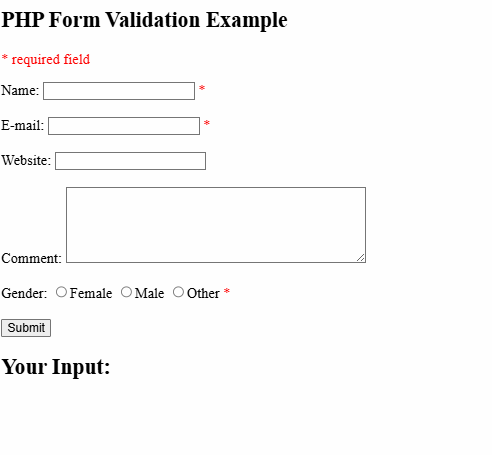 PHP Form Validation Example
* required field
Name: *
E-mail: *
Website:
Comment:
Gender: Female Male Other *
Submit
Your Input: